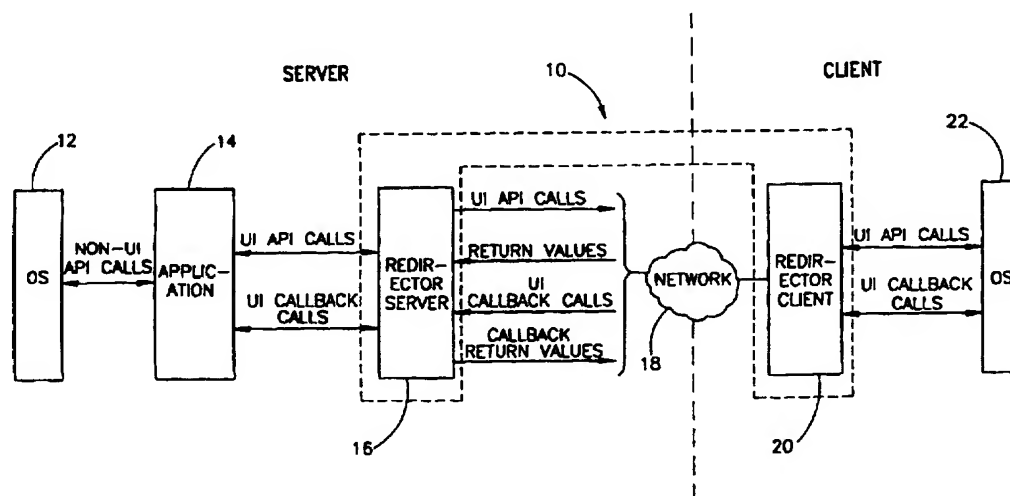 SERVER
10
CLIENT
12
14
22
OS
NON-UI
API CALLS
APPLIC-
ATION
UI API CALLS
UI CALLBACK
CALLS
REDIR-
ECTOR
SERVER
UI API CALLS
RETURN VALUES
UI
CALLBACK CALLS
CALLBACK
RETURN VALUES
NETWORK
18
REDIR-
ECTOR
CLIENT
UI API CALLS
UI CALLBACK
CALLS
OS
16
20